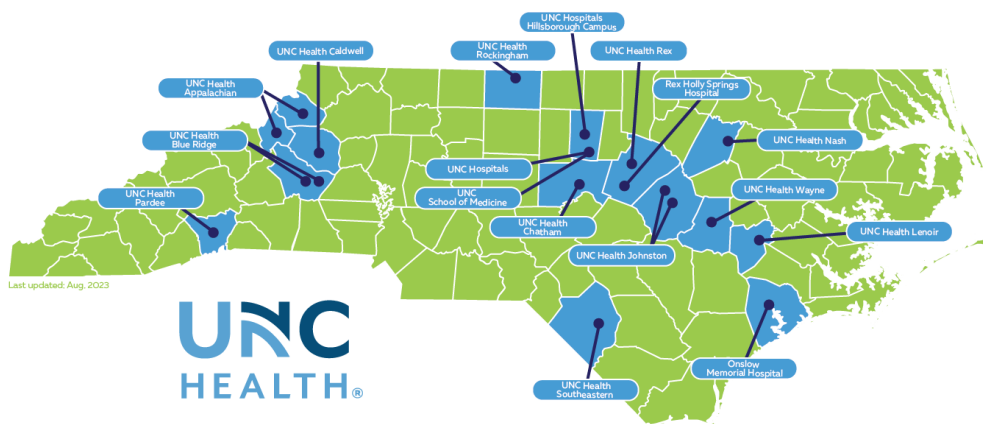 UNC Hospitals
Hillsborough Campus
UNC Health Caldwell
UNC Health
Rockingham
UNC Health Rex
UNC Health
Appalachian
Rex Holly Springs
Hospital
UNC Health
Blue Ridge
UNC Health Nash
UNC Hospitals
UNC
School of Medicine
UNC Health
Pardee
UNC Health Wayne
UNC Health
Chatham
UNC Health Lenoir
UNC Health Johnston
Last updated: Aug, 2023
UNC
HEALTH®
Onslow
Memorial Hospital
UNC Health
Southeastern